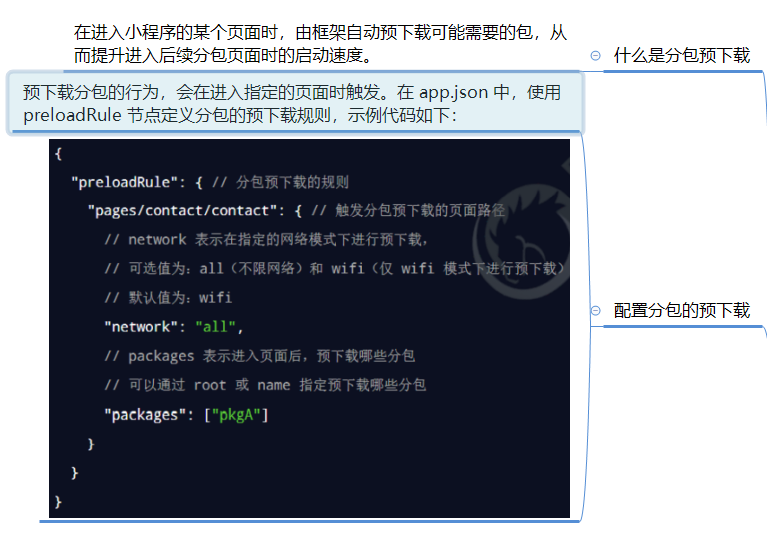 在进入小程序的某个页面时，由框架自动预下载可能需要的包，从
而提升进入后续分包页面时的启动速度。
什么是分包预下载
预下载分包的行为，会在进入指定的页面时触发。在 app.json 中，使用
preloadRule 节点定义分包的预下载规则，示例代码如下：
{
"preloadRule": { // 分包预下载的规则
"pages/contact/contact": { // 触发分包预下载的页面路径
// network 表示在指定的网络模式下进行预下载，
// 可选值为：all（不限网络）和 wifi（仅 wifi 模式下进行预下载）
// 默认值为：wifi
"network": "all",
// packages 表示进入页面后，预下载哪些分包
// 可以通过 root 或 name 指定预下载哪些分包
"packages": ["pkgA"]
}
}
}
配置分包的预下载